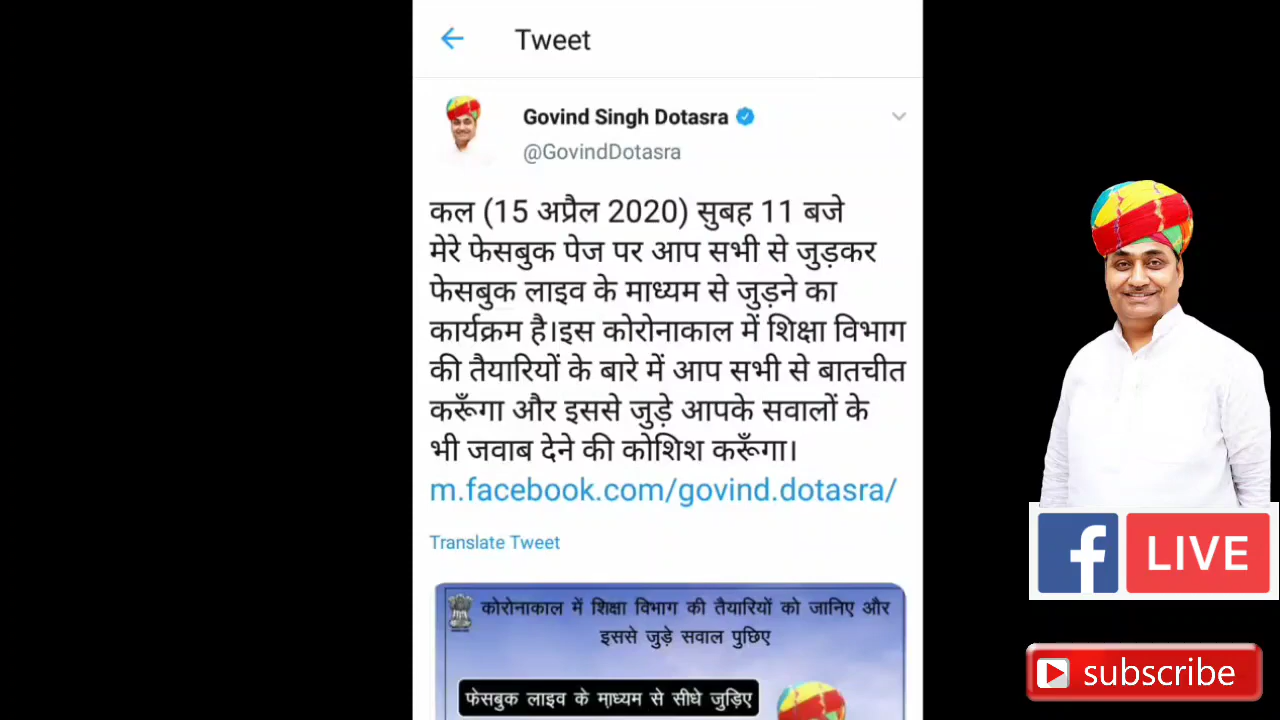 Tweet
Govind Singh Dotasra
@GovindDotasra
कल (15 अप्रैल 2020) सुबह 11 बजे
मेरे फेसबुक पेज पर आप सभी से जुड़कर
फेसबुक लाइव के माध्यम से जुड़ने का
कार्यक्रम है।इस कोरोनाकाल में शिक्षा विभाग
की तैयारियों के बारे में आप सभी से बातचीत
करूँगा और इससे जुड़े आपके सवालों के
भी जवाब देने की कोशिश करूँगा।
m.facebook.com/govind.dotasra/
Translate Tweet
कोरोनाकाल में शिक्षा विभाग की तैयारियों को जानिए और
इससे जुड़े सवाल पुछिए
फेसबुक लाइव के माध्यम से सीधे जुड़िए
f LIVE
subscribe